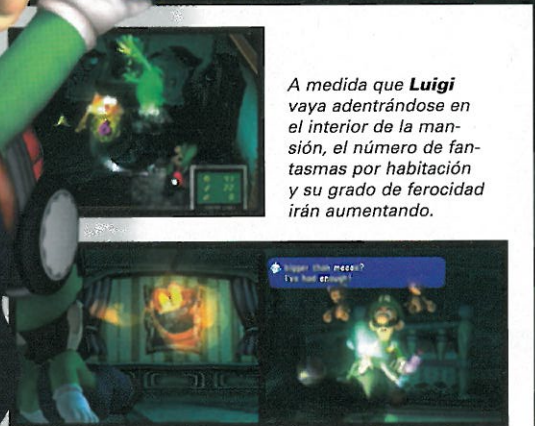 A medida que Luigi
vaya adentrándose en
el interior de la man-
sión, el número de fan-
tasmas por habitación
y su grado de ferocidad
irán aumentando.
bigger than meeee?
I've had enough!